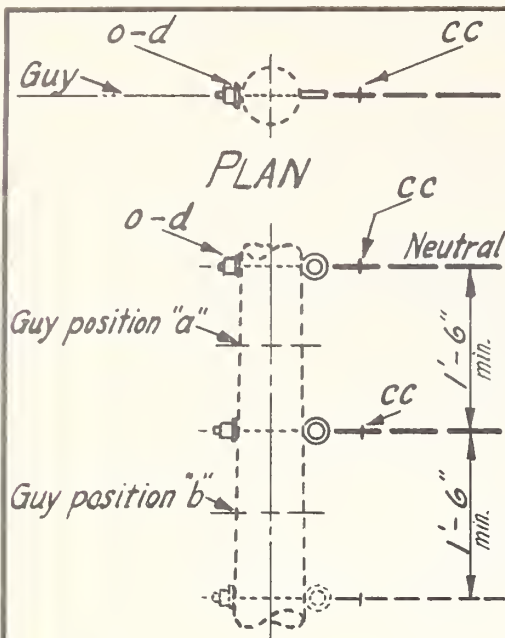 o-d
cc
Guy
PLAN
cc
o-d
Neutral
Guy position "a"
1'-6"
min.
cc
Guy position "b"
1'-6"
min.